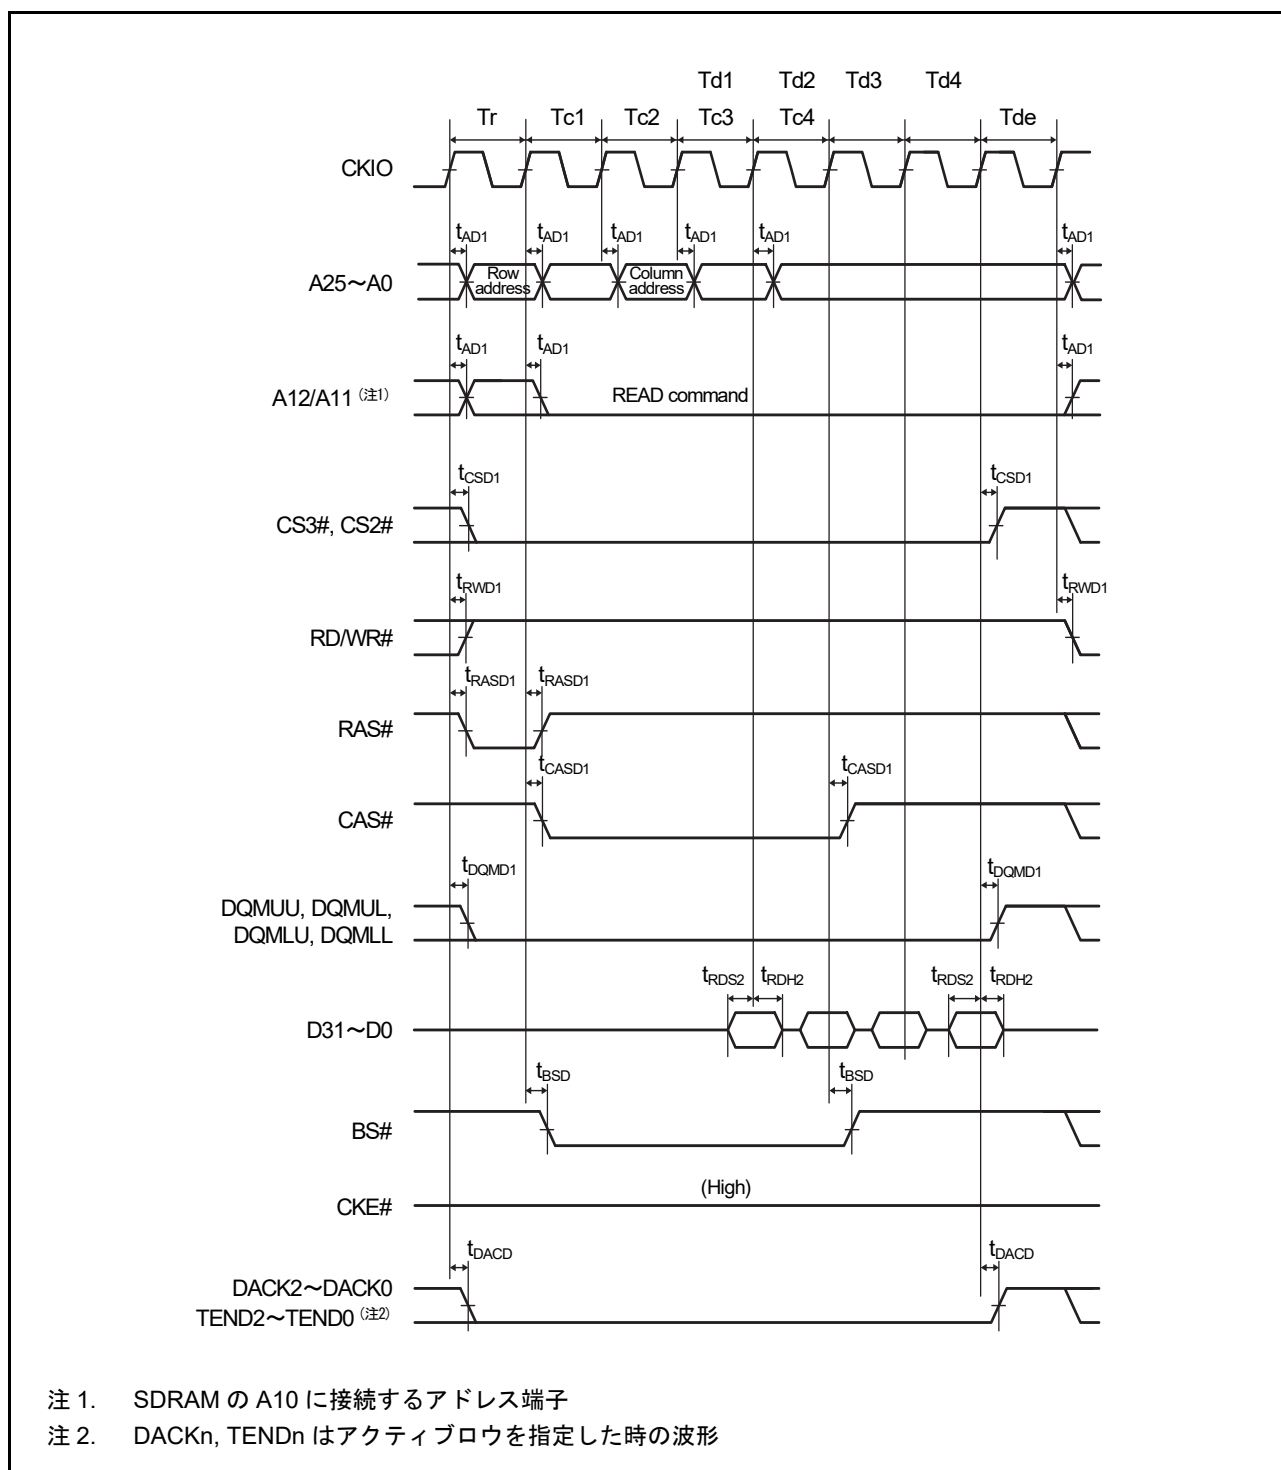 Td1 Td2 Td3 Td4
Tr Tc1 Tc2 Tc3 Tc4 Tde
CKIO
tAD1 tAD1 tAD1 tAD1 tAD1 tAD1
A25～A0
Row address
Column address
tAD1 tAD1 tAD1
A12/A11 (注1)
READ command
tCSD1 tCSD1
CS3#, CS2#
tRWD1 tRWD1
RD/WR#
tRASD1 tRASD1
RAS#
tCASD1 tCASD1
CAS#
tDQMD1 tDQMD1
DQMUU, DQMUL,
DQMLU, DQMLL
tRDS2 tRDH2 tRDS2 tRDH2
D31～D0
tBSD tBSD
BS#
(High)
CKE#
tDACD tDACD
DACK2～DACK0
TEND2～TEND0 (注2)
注 1. SDRAM の A10 に接続するアドレス端子
注 2. DACKn, TENDn はアクティブロウを指定した時の波形